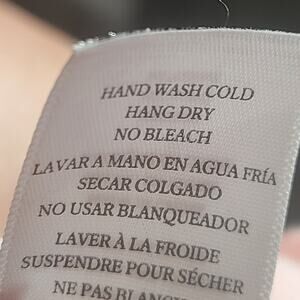 HAND WASH COLD
HANG DRY
NO BLEACH
LAVAR A MANO EN AGUA FRÍA
SECAR COLGADO
NO USAR BLANQUEADOR
LAVER À LA FROIDE
SUSPENDRE POUR SÉCHER
NE PAS